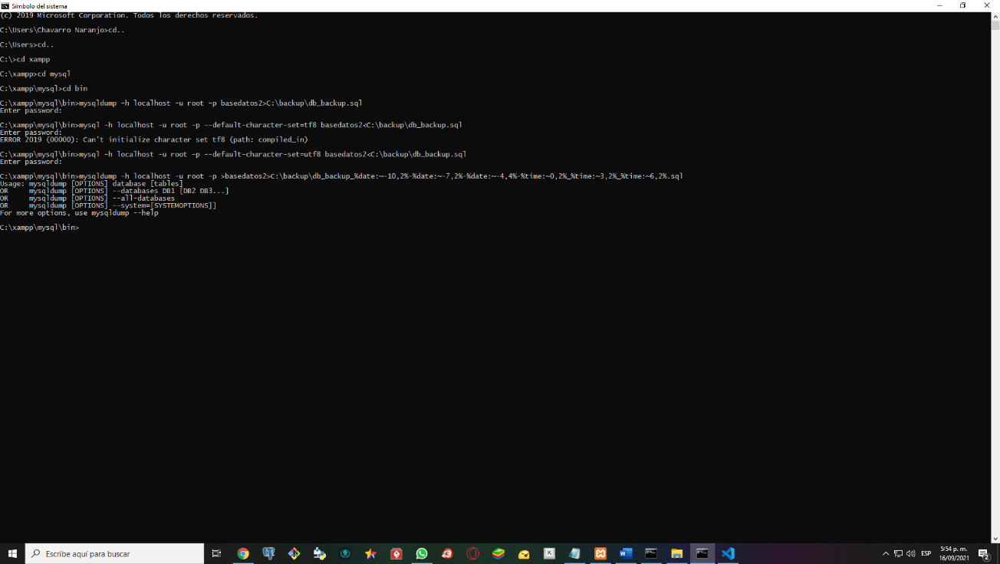 Símbolo del sistema
(c) 2019 Microsoft Corporation. Todos los derechos reservados.
C:\Users\Chavarro Naranjo>cd..
C:\Users>cd..
C:\>cd xampp
C:\xampp>cd mysql
C:\xampp\mysql>cd bin
C:\xampp\mysql\bin>mysqldump -h localhost -u root -p basedatos2>C:\backup\db_backup.sql
Enter password:
C:\xampp\mysql\bin>mysql -h localhost -u root -p --default-character-set=tf8 basedatos2<C:\backup\db_backup.sql
Enter password:
ERROR 2019 (00000): Can't initialize character set tf8 (path: compiled_in)
C:\xampp\mysql\bin>mysql -h localhost -u root -p --default-character-set=utf8 basedatos2<C:\backup\db_backup.sql
Enter password:
C:\xampp\mysql\bin>mysqldump -h localhost -u root -p >basedatos2>C:\backup\db_backup_%date:~-10,2%-%date:~-7,2%-%date:~-4,4%-%time:~0,2%_%time:~3,2%_%time:~6,2%.sql
Usage: mysqldump [OPTIONS] database [tables]
OR     mysqldump [OPTIONS] --databases DB1 [DB2 DB3...]
OR     mysqldump [OPTIONS] --all-databases
OR     mysqldump [OPTIONS] --system=[SYSTEMOPTIONS]]
For more options, use mysqldump --help
C:\xampp\mysql\bin>
Escribe aquí para buscar
ESP
5:54 p. m.
16/09/2021
2